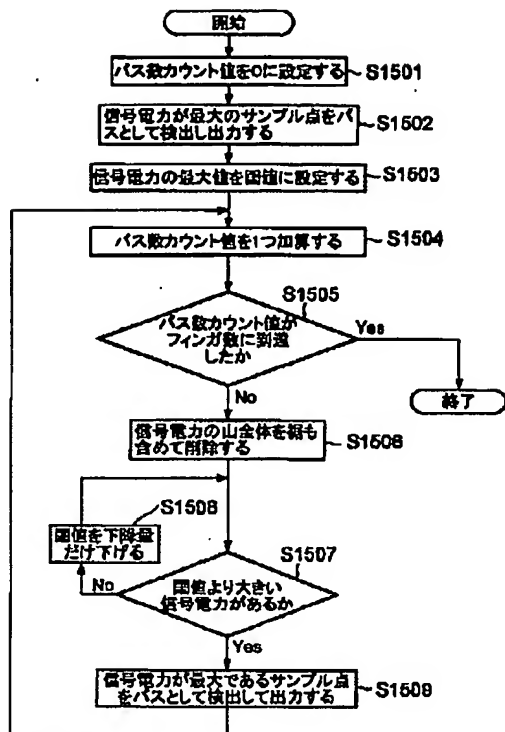 開始
パス数カウント値を0に設定する
S1501
信号電力が最大のサンプル点をパ
スとして検出し出力する
S1502
信号電力の最大値を閾値に設定する
S1503
パス数カウント値を1つ加算する
S1504
S1505
パス数カウント値が
フィンガ数に到達
したか
Yes
終了
No
信号電力の山全体を裾も
含めて削除する
S1506
S1508
閾値を下降量
だけ下げる
S1507
No
閾値より大きい
信号電力があるか
Yes
信号電力が最大であるサンプル点
をパスとして検出して出力する
S1509